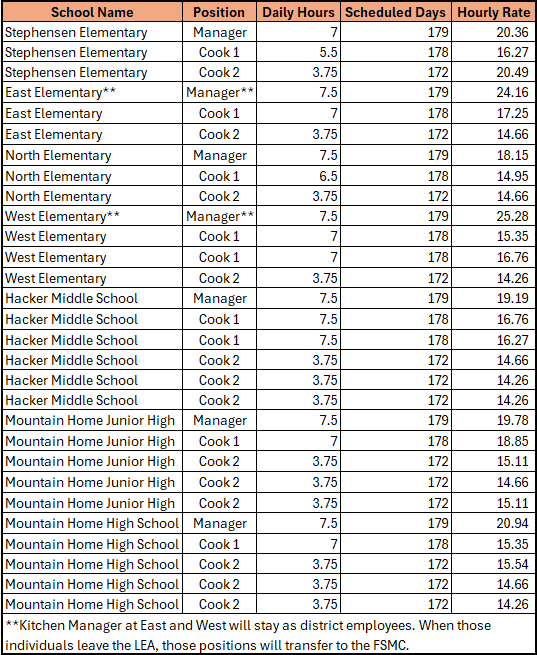 School Name Position Daily Hours Scheduled Days Hourly Rate
Stephensen Elementary Manager 7 179 20.36
Stephensen Elementary Cook 1 5.5 178 16.27
Stephensen Elementary Cook 2 3.75 172 20.49
East Elementary** Manager** 7.5 179 24.16
East Elementary Cook 1 7 178 17.25
East Elementary Cook 2 3.75 172 14.66
North Elementary Manager 7.5 179 18.15
North Elementary Cook 1 6.5 178 14.95
North Elementary Cook 2 3.75 172 14.66
West Elementary** Manager** 7.5 179 25.28
West Elementary Cook 1 7 178 15.35
West Elementary Cook 1 7 178 16.76
West Elementary Cook 2 3.75 172 14.26
Hacker Middle School Manager 7.5 179 19.19
Hacker Middle School Cook 1 7.5 178 16.76
Hacker Middle School Cook 1 7.5 178 16.27
Hacker Middle School Cook 2 3.75 172 14.66
Hacker Middle School Cook 2 3.75 172 14.26
Hacker Middle School Cook 2 3.75 172 14.26
Mountain Home Junior High Manager 7.5 179 19.78
Mountain Home Junior High Cook 1 7 178 18.85
Mountain Home Junior High Cook 2 3.75 172 15.11
Mountain Home Junior High Cook 2 3.75 172 14.66
Mountain Home Junior High Cook 2 3.75 172 15.11
Mountain Home High School Manager 7.5 179 20.94
Mountain Home High School Cook 1 7 178 15.35
Mountain Home High School Cook 2 3.75 172 15.54
Mountain Home High School Cook 2 3.75 172 14.66
Mountain Home High School Cook 2 3.75 172 14.26
**Kitchen Manager at East and West will stay as district employees. When those
individuals leave the LEA, those positions will transfer to the FSMC.